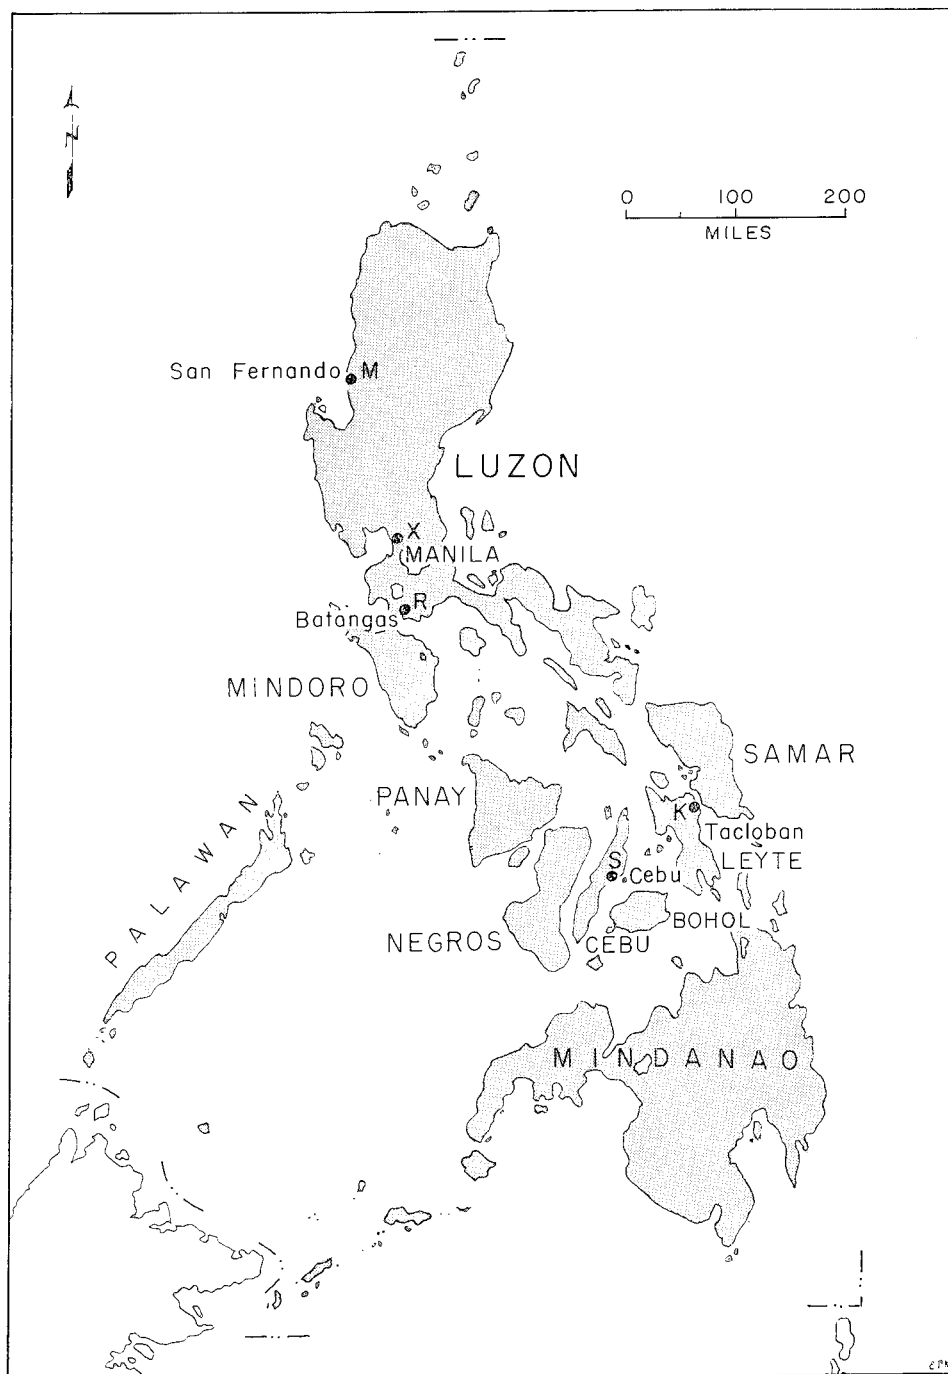 N
0 100 200
MILES
San Fernando M
LUZON
X
MANILA
R
Batangas
MINDORO
SAMAR
PANAY
K
Tacloban
LEYTE
PALAWAN
S
Cebu
BOHOL
NEGROS
CEBU
MINDANAO